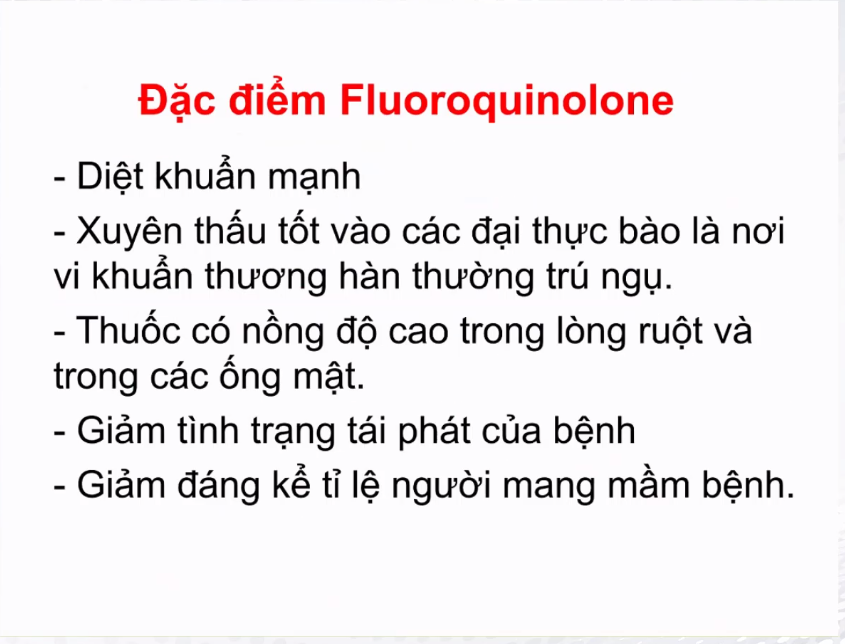 Đặc điểm Fluoroquinolone
- Diệt khuẩn mạnh
- Xuyên thấu tốt vào các đại thực bào là nơi
vi khuẩn thương hàn thường trú ngụ.
- Thuốc có nồng độ cao trong lòng ruột và
trong các ống mật.
- Giảm tình trạng tái phát của bệnh
- Giảm đáng kể tỉ lệ người mang mầm bệnh.